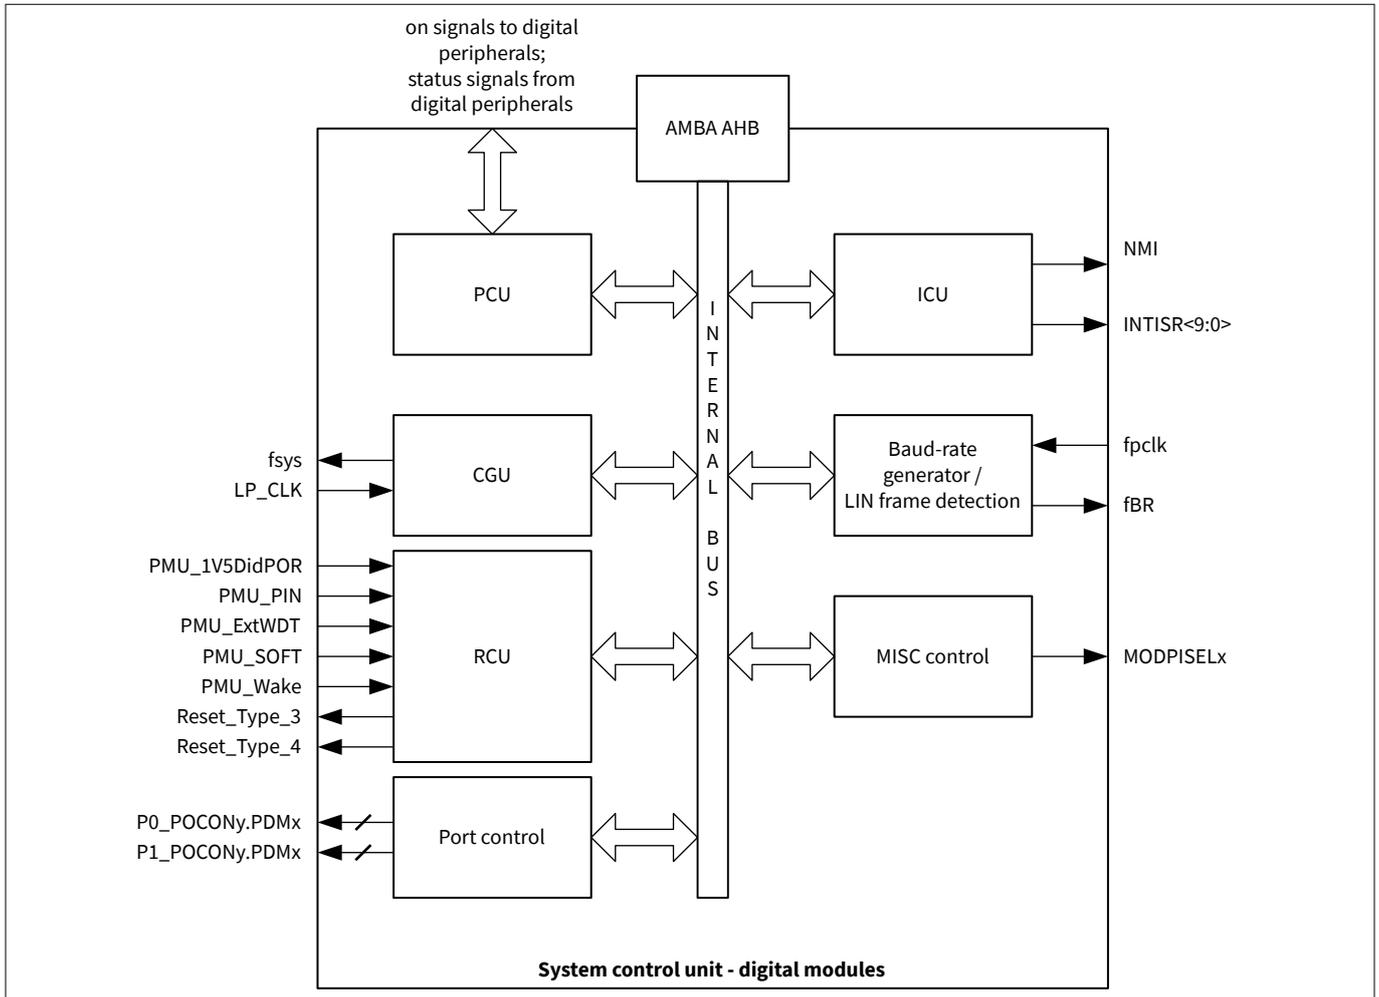 on signals to digital
peripherals;
status signals from
digital peripherals
AMBA AHB
PCU
INTERNAL BUS
ICU
NMI
INTISR<9:0>
fsys
LP_CLK
CGU
Baud-rate
generator /
LIN frame detection
fpclk
fBR
PMU_1V5DidPOR
PMU_PIN
PMU_ExtWDT
PMU_SOFT
PMU_Wake
Reset_Type_3
Reset_Type_4
RCU
MISC control
MODPISELx
P0_POCONy.PDMx
P1_POCONy.PDMx
Port control
System control unit - digital modules